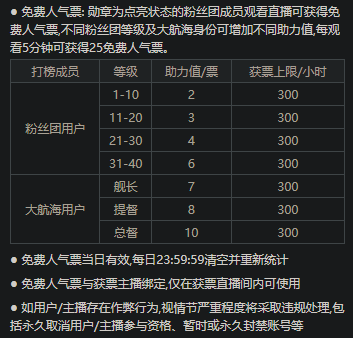 ● 免费人气票: 勋章为点亮状态的粉丝团成员观看直播可获得免
费人气票,不同粉丝团等级及大航海身份可增加不同助力值,每观
看5分钟可获得25免费人气票。
打榜成员 等级 助力值/票 获票上限/小时
粉丝团用户 1-10 2 300
11-20 3 300
21-30 4 300
31-40 6 300
大航海用户 舰长 7 300
提督 8 300
总督 10 300
● 免费人气票当日有效,每日23:59:59清空并重新统计
● 免费人气票与获票主播绑定,仅在获票直播间内可使用
● 如用户/主播存在作弊行为,视情节严重程度将采取违规处理,包
括永久取消用户/主播参与资格、暂时或永久封禁账号等